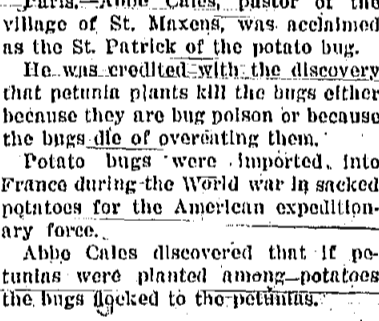 Paris.—Abbe Cales, pastor of the
village of St. Maxens, was acclaimed
as the St. Patrick of the potato bug.
He was credited with the discovery
that petunia plants kill the bugs either
because they are bug poison or because
the bugs die of overeating them.
Potato bugs were imported into
France during the World war in sacked
potatoes for the American expedition-
ary force.
Abbe Cales discovered that if pe-
tunias were planted among potatoes
the bugs flocked to the petunias.